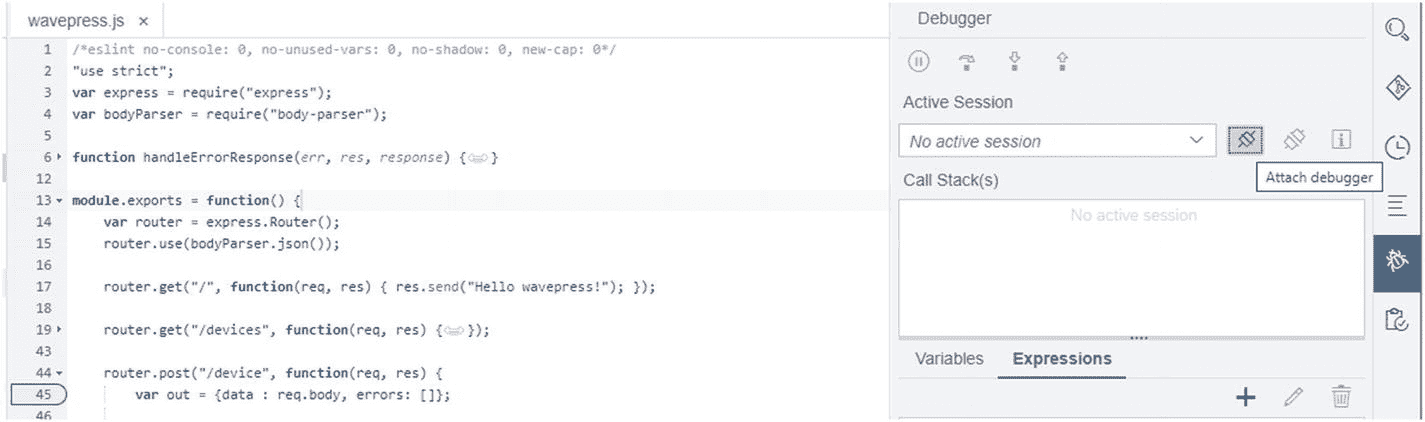 wavepress.js ×
1 /*eslint no-console: 0, no-unused-vars: 0, no-shadow: 0, new-cap: 0*/
2 "use strict";
3 var express = require("express");
4 var bodyParser = require("body-parser");
5
6 function handleErrorResponse(err, res, response) { }
12
13 module.exports = function() {
14 var router = express.Router();
15 router.use(bodyParser.json());
16
17 router.get("/", function(req, res) { res.send("Hello wavepress!"); });
18
19 router.get("/devices", function(req, res) { });
43
44 router.post("/device", function(req, res) {
45 var out = {data : req.body, errors: []};
46
Debugger
Active Session
No active session
Attach debugger
Call Stack(s)
No active session
Variables Expressions